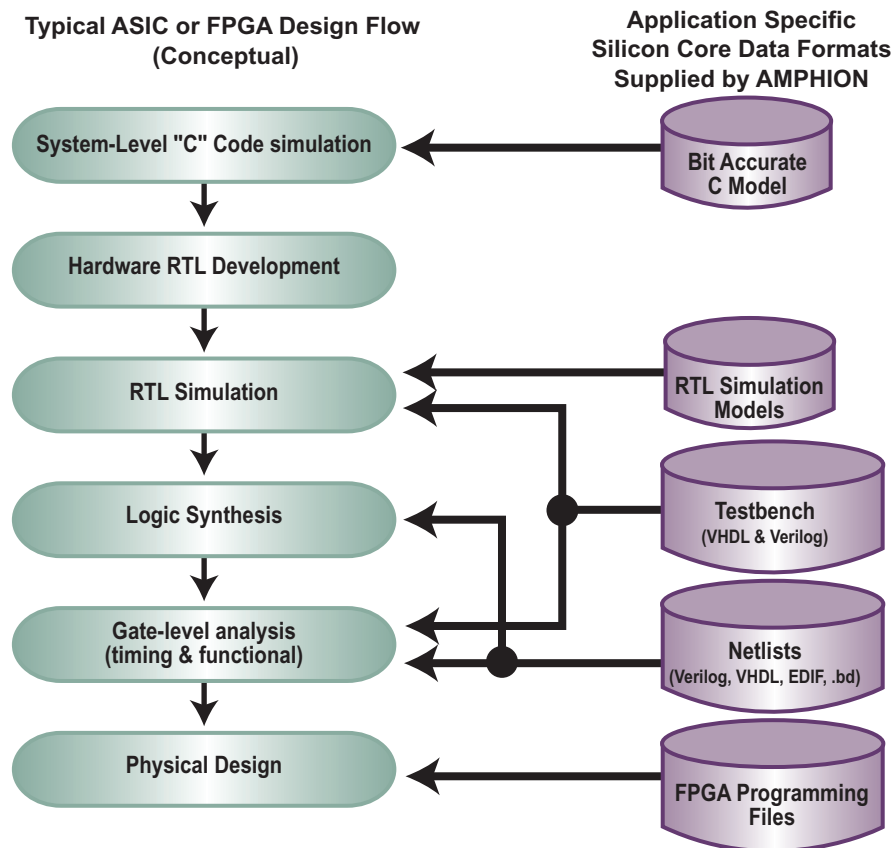 Typical ASIC or FPGA Design Flow
(Conceptual)
Application Specific
Silicon Core Data Formats
Supplied by AMPHION
System-Level "C" Code simulation
Bit Accurate
C Model
Hardware RTL Development
RTL Simulation
RTL Simulation
Models
Logic Synthesis
Testbench
(VHDL & Verilog)
Gate-level analysis
(timing & functional)
Netlists
(Verilog, VHDL, EDIF, .bd)
Physical Design
FPGA Programming
Files